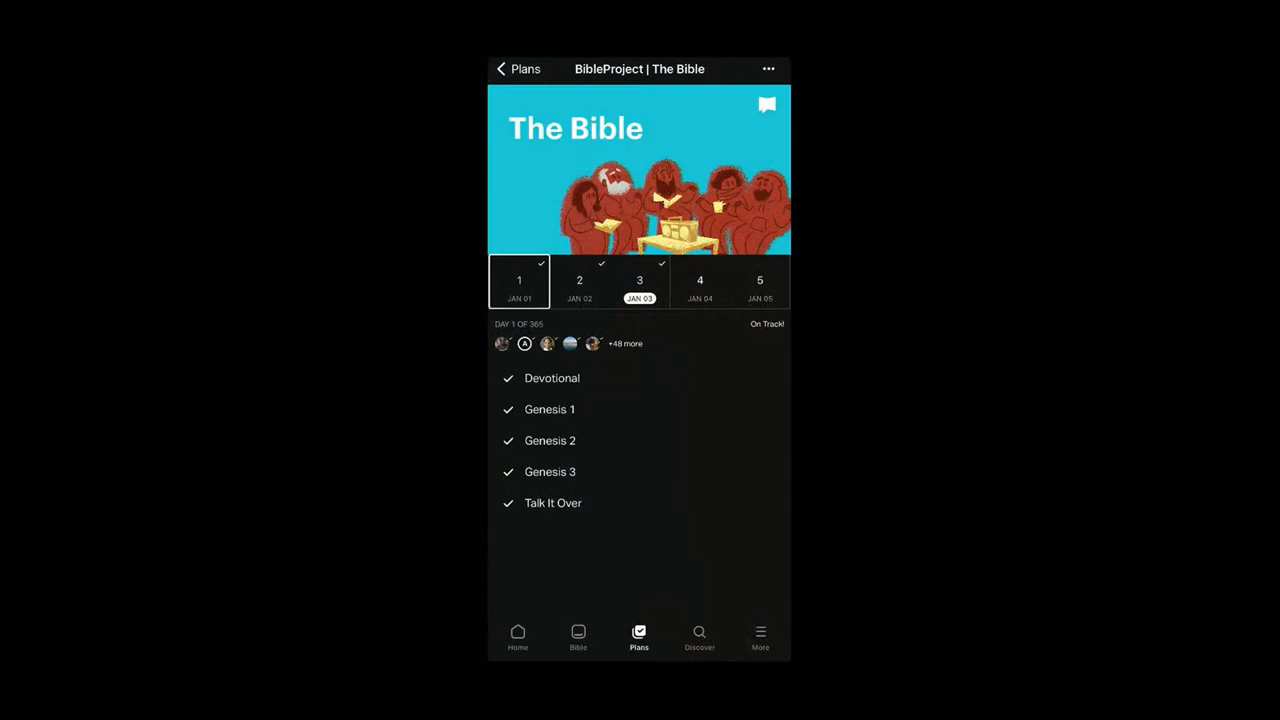 Plans
BibleProject | The Bible
The Bible
1
JAN 01
2
JAN 02
3
JAN 03
4
JAN 04
5
JAN 05
DAY 1 OF 365
On Track!
A
+48 more
Devotional
Genesis 1
Genesis 2
Genesis 3
Talk It Over
Home
Bible
Plans
Discover
More